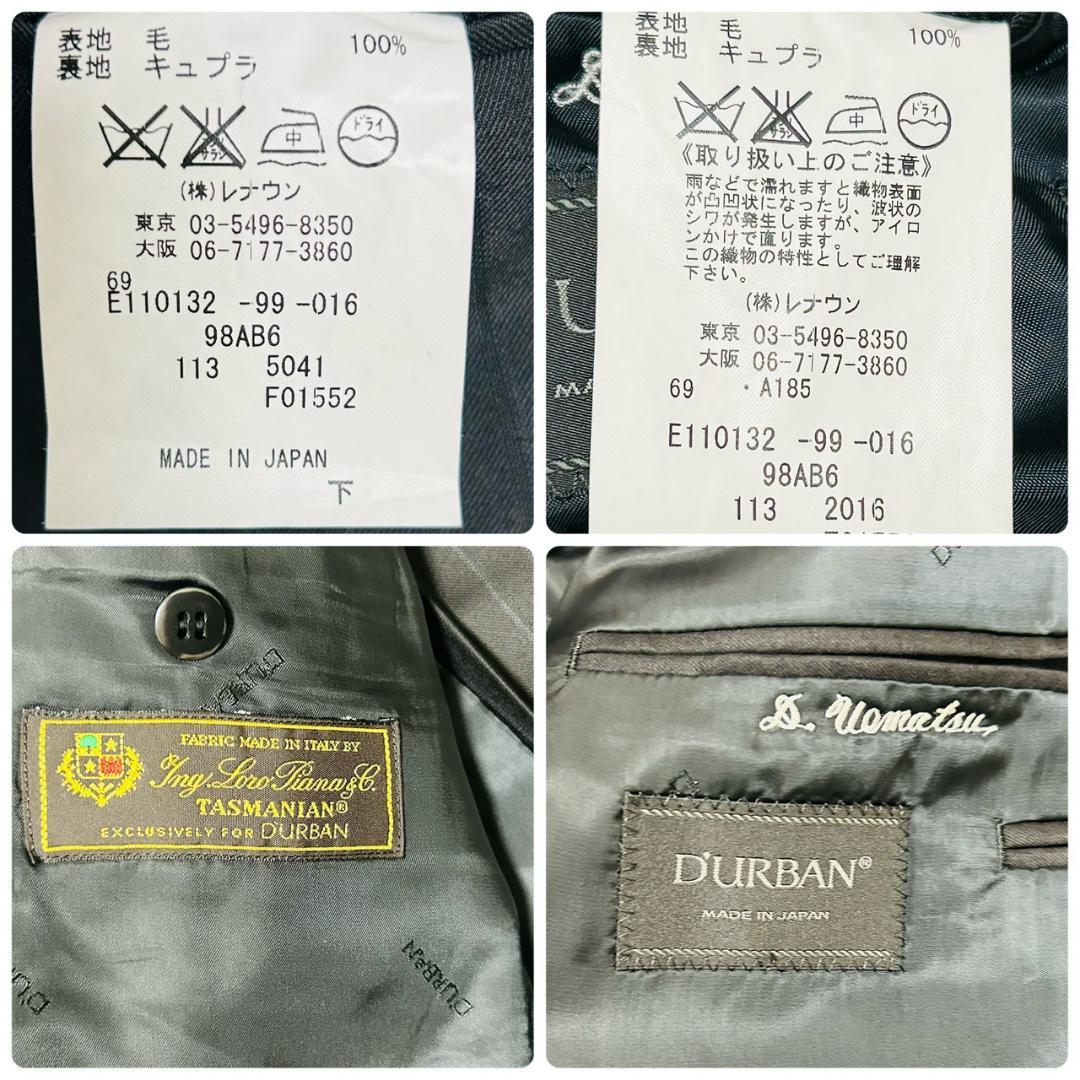 表地 毛 100%
裏地 キュプラ
サラシ
中
ドライ
(株)レナウン
東京 03-5496-8350
大阪 06-7177-3860
69
E110132 -99 -016
98AB6
113 5041
F01552
MADE IN JAPAN
下
表地 毛 100%
裏地 キュプラ
中
ドライ
《取り扱い上のご注意》
雨などで濡れますと織物表面
が凸凹状になったり、波状の
シワが発生しますが、アイロ
ンかけで直ります。
この織物の特性としてご理解
下さい。
(株)レナウン
東京 03-5496-8350
大阪 06-7177-3860
69 ・A185
E110132 -99 -016
98AB6
113 2016
FABRIC MADE IN ITALY BY
Ing. Loro Piana & C.
TASMANIAN®
EXCLUSIVELY FOR D'URBAN
D'URBAN
D. Uomatsu
D'URBAN®
MADE IN JAPAN